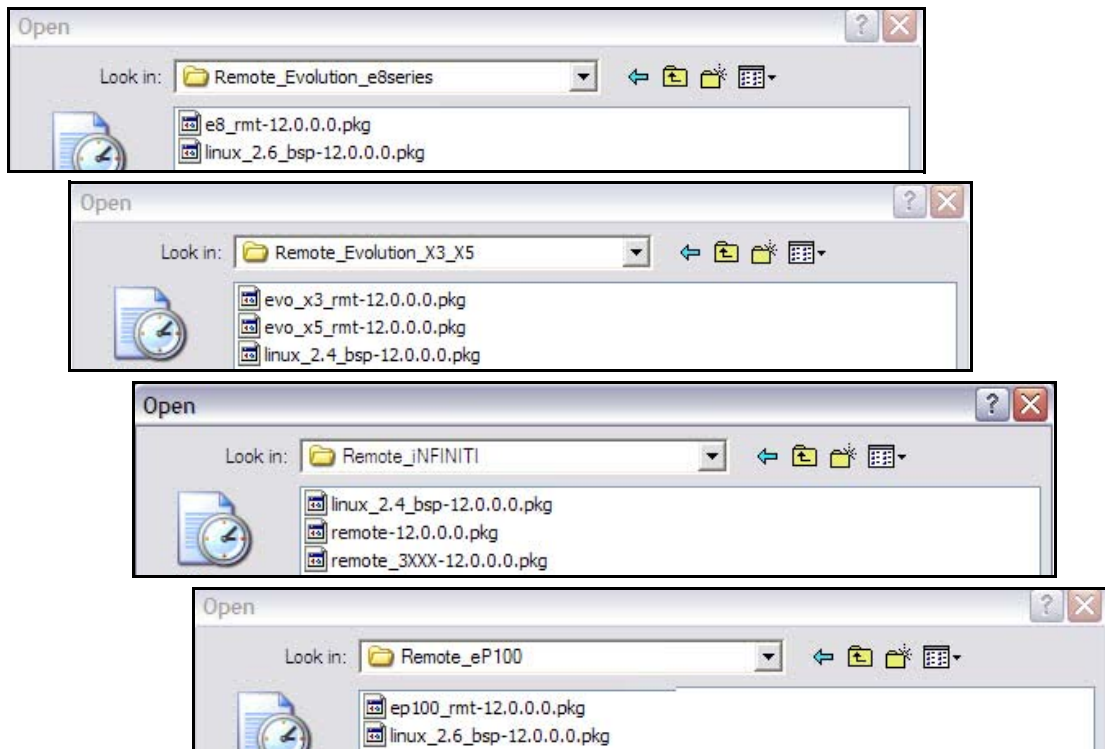 Open
Look in: Remote_Evolution_e8series
e8_rmt-12.0.0.0.pkg
linux_2.6_bsp-12.0.0.0.pkg
Open
Look in: Remote_Evolution_X3_X5
evo_x3_rmt-12.0.0.0.pkg
evo_x5_rmt-12.0.0.0.pkg
linux_2.4_bsp-12.0.0.0.pkg
Open
Look in: Remote_iNFINITI
linux_2.4_bsp-12.0.0.0.pkg
remote-12.0.0.0.pkg
remote_3XXX-12.0.0.0.pkg
Open
Look in: Remote_eP100
ep100_rmt-12.0.0.0.pkg
linux_2.6_bsp-12.0.0.0.pkg